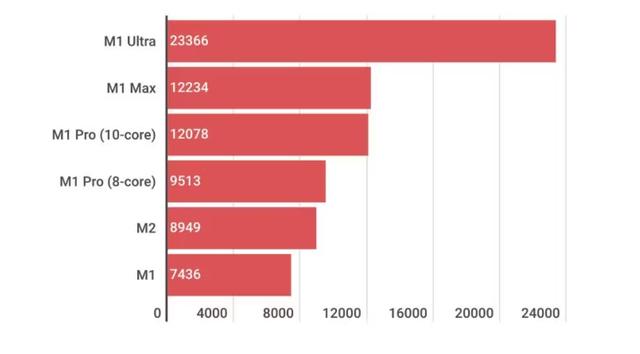 M1 Ultra 23366
M1 Max 12234
M1 Pro (10-core) 12078
M1 Pro (8-core) 9513
M2 8949
M1 7436
0 4000 8000 12000 16000 20000 24000